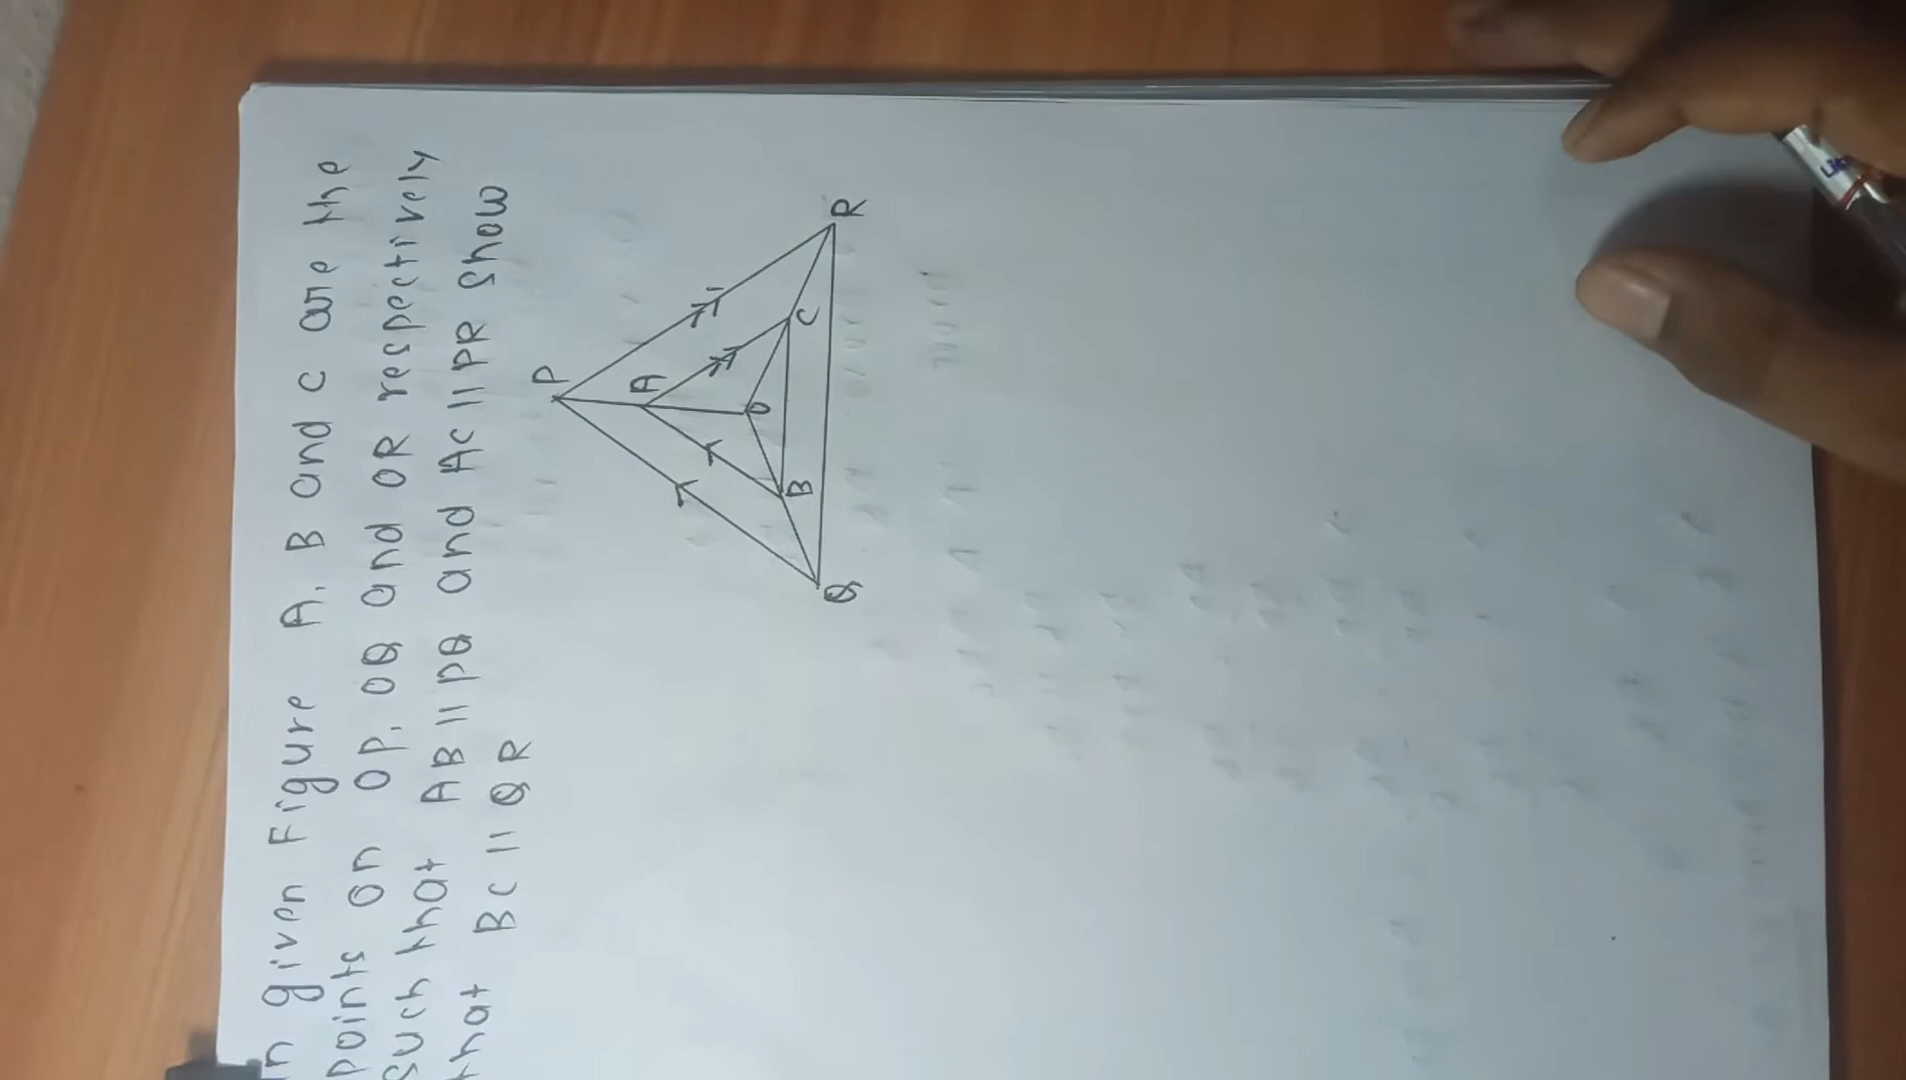 n given Figure A, B and C are the
points on OP, OQ and OR respectively
such that AB || PQ and AC || PR show
that BC || QR
P
A
O
B
C
Q
R